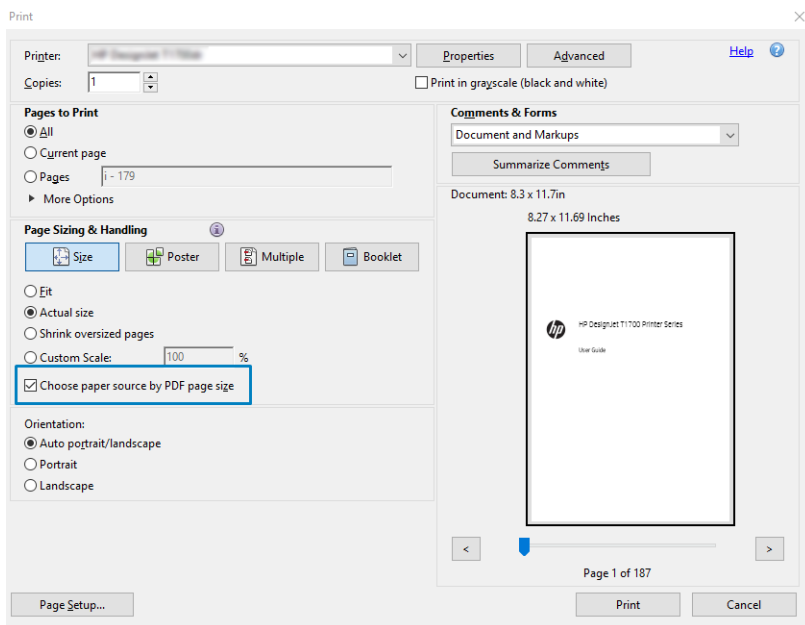 Print
Printer:
Properties
Advanced
Help
Copies:
1
Print in grayscale (black and white)
Pages to Print
All
Current page
Pages
i - 179
More Options
Comments & Forms
Document and Markups
Summarize Comments
Page Sizing & Handling
Size
Poster
Multiple
Booklet
Fit
Actual size
Shrink oversized pages
Custom Scale:
100
%
Choose paper source by PDF page size
Orientation:
Auto portrait/landscape
Portrait
Landscape
Document: 8.3 x 11.7in
8.27 x 11.69 Inches
hp
HP DesignJet T1700 Printer Series
User Guide
<
>
Page 1 of 187
Page Setup...
Print
Cancel